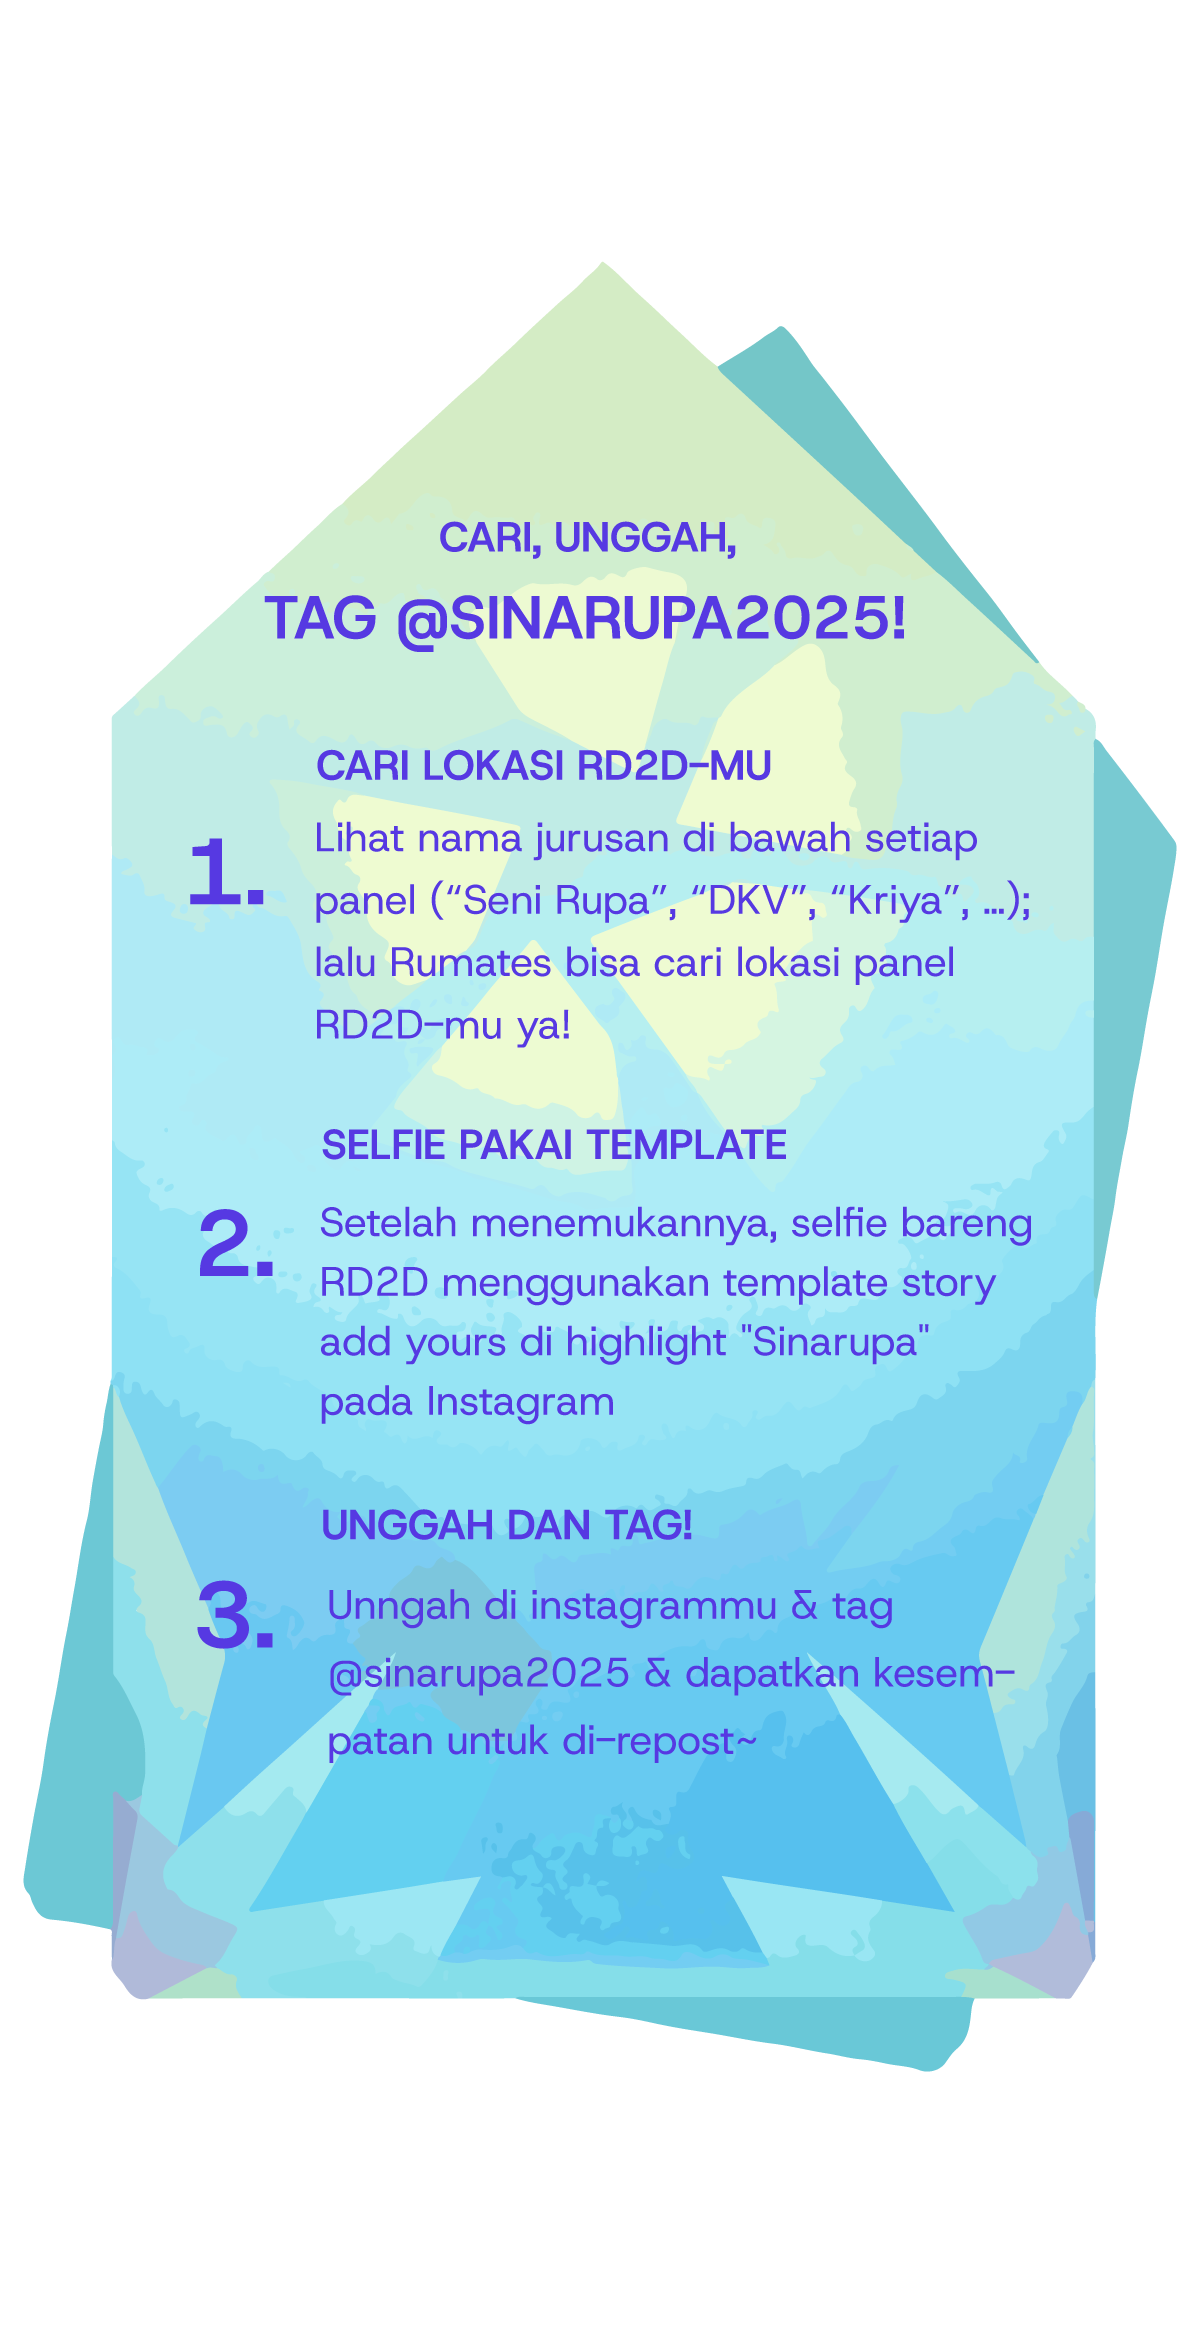 CARI, UNGGAH,
TAG @SINARUPA2025!
CARI LOKASI RD2D-MU
1.
Lihat nama jurusan di bawah setiap
panel (“Seni Rupa”, “DKV”, “Kriya”, ...);
lalu Rumates bisa cari lokasi panel
RD2D-mu ya!
SELFIE PAKAI TEMPLATE
2.
Setelah menemukannya, selfie bareng
RD2D menggunakan template story
add yours di highlight "Sinarupa"
pada Instagram
UNGGAH DAN TAG!
3.
Unngah di instagrammu & tag
@sinarupa2025 & dapatkan kesem-
patan untuk di-repost~